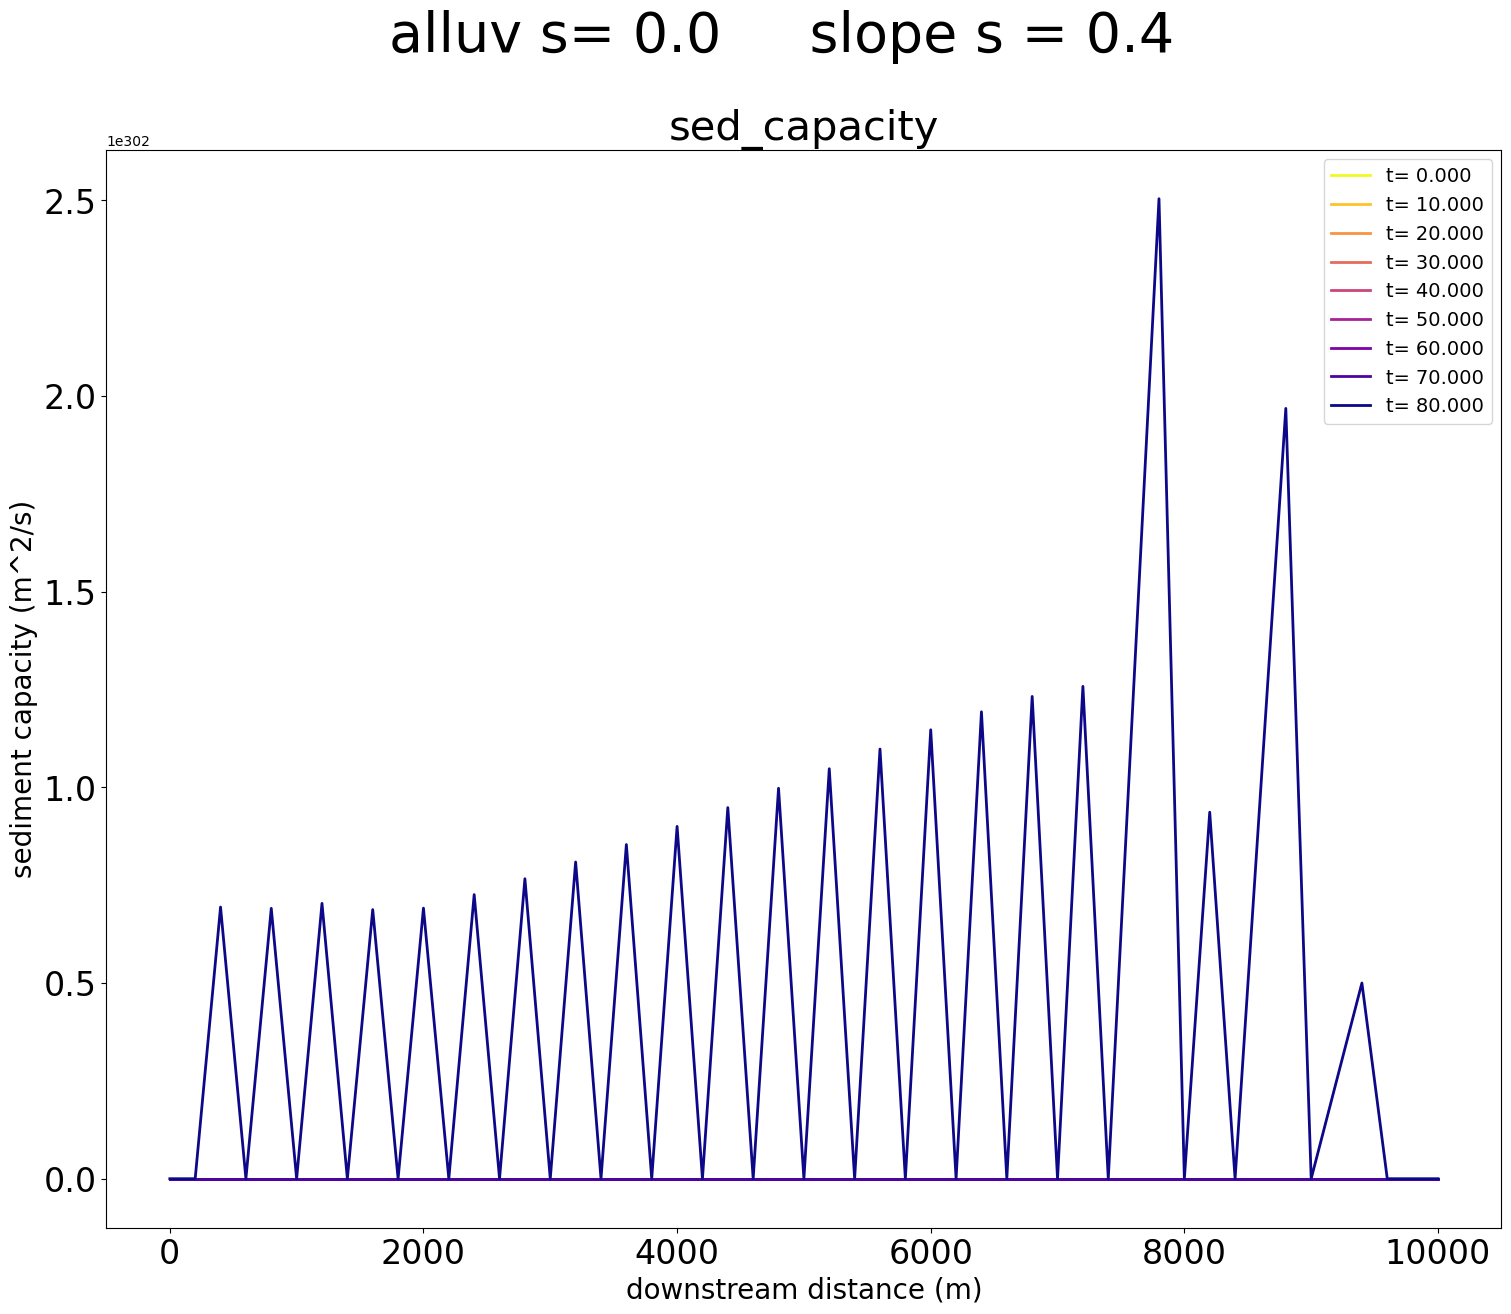 alluv s= 0.0 slope s = 0.4
sed_capacity
1e302
2.5
2.0
1.5
1.0
0.5
0.0
sediment capacity (m^2/s)
t= 0.000
t= 10.000
t= 20.000
t= 30.000
t= 40.000
t= 50.000
t= 60.000
t= 70.000
t= 80.000
0 2000 4000 6000 8000 10000
downstream distance (m)